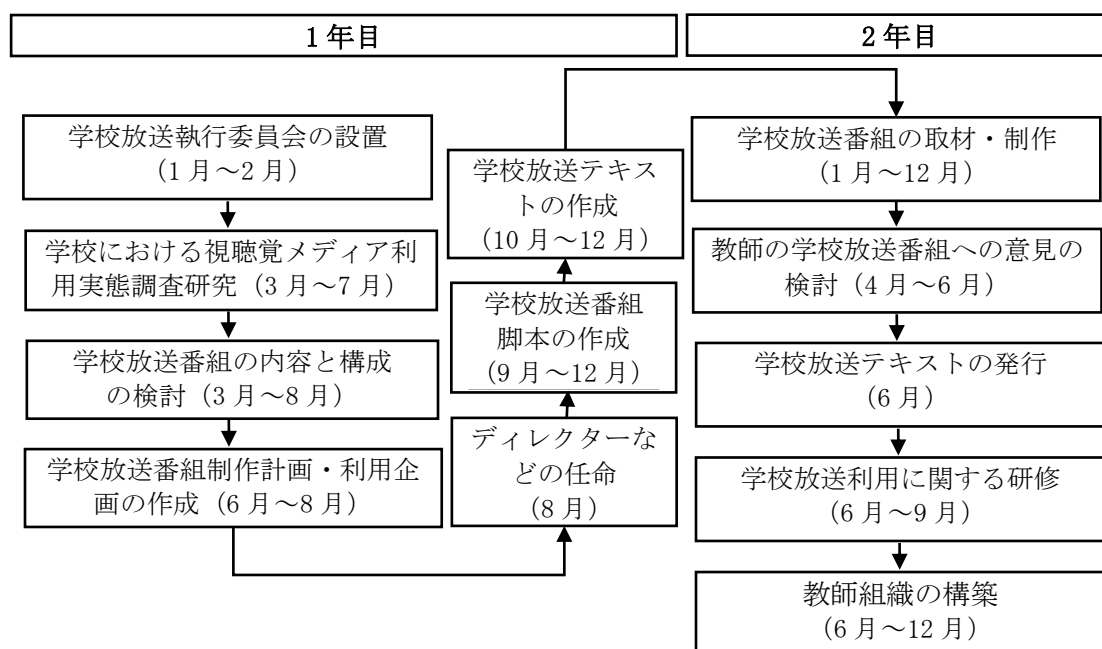 1年目
2年目
学校放送執行委員会の設置
（1月～2月）
学校における視聴覚メディア利
用実態調査研究（3月～7月）
学校放送番組の内容と構成
の検討（3月～8月）
学校放送番組制作計画・利用企
画の作成（6月～8月）
学校放送テキス
トの作成
（10月～12月）
学校放送番組
脚本の作成
（9月～12月）
ディレクターな
どの任命
（8月）
学校放送番組の取材・制作
（1月～12月）
教師の学校放送番組への意見の
検討（4月～6月）
学校放送テキストの発行
（6月）
学校放送利用に関する研修
（6月～9月）
教師組織の構築
（6月～12月）